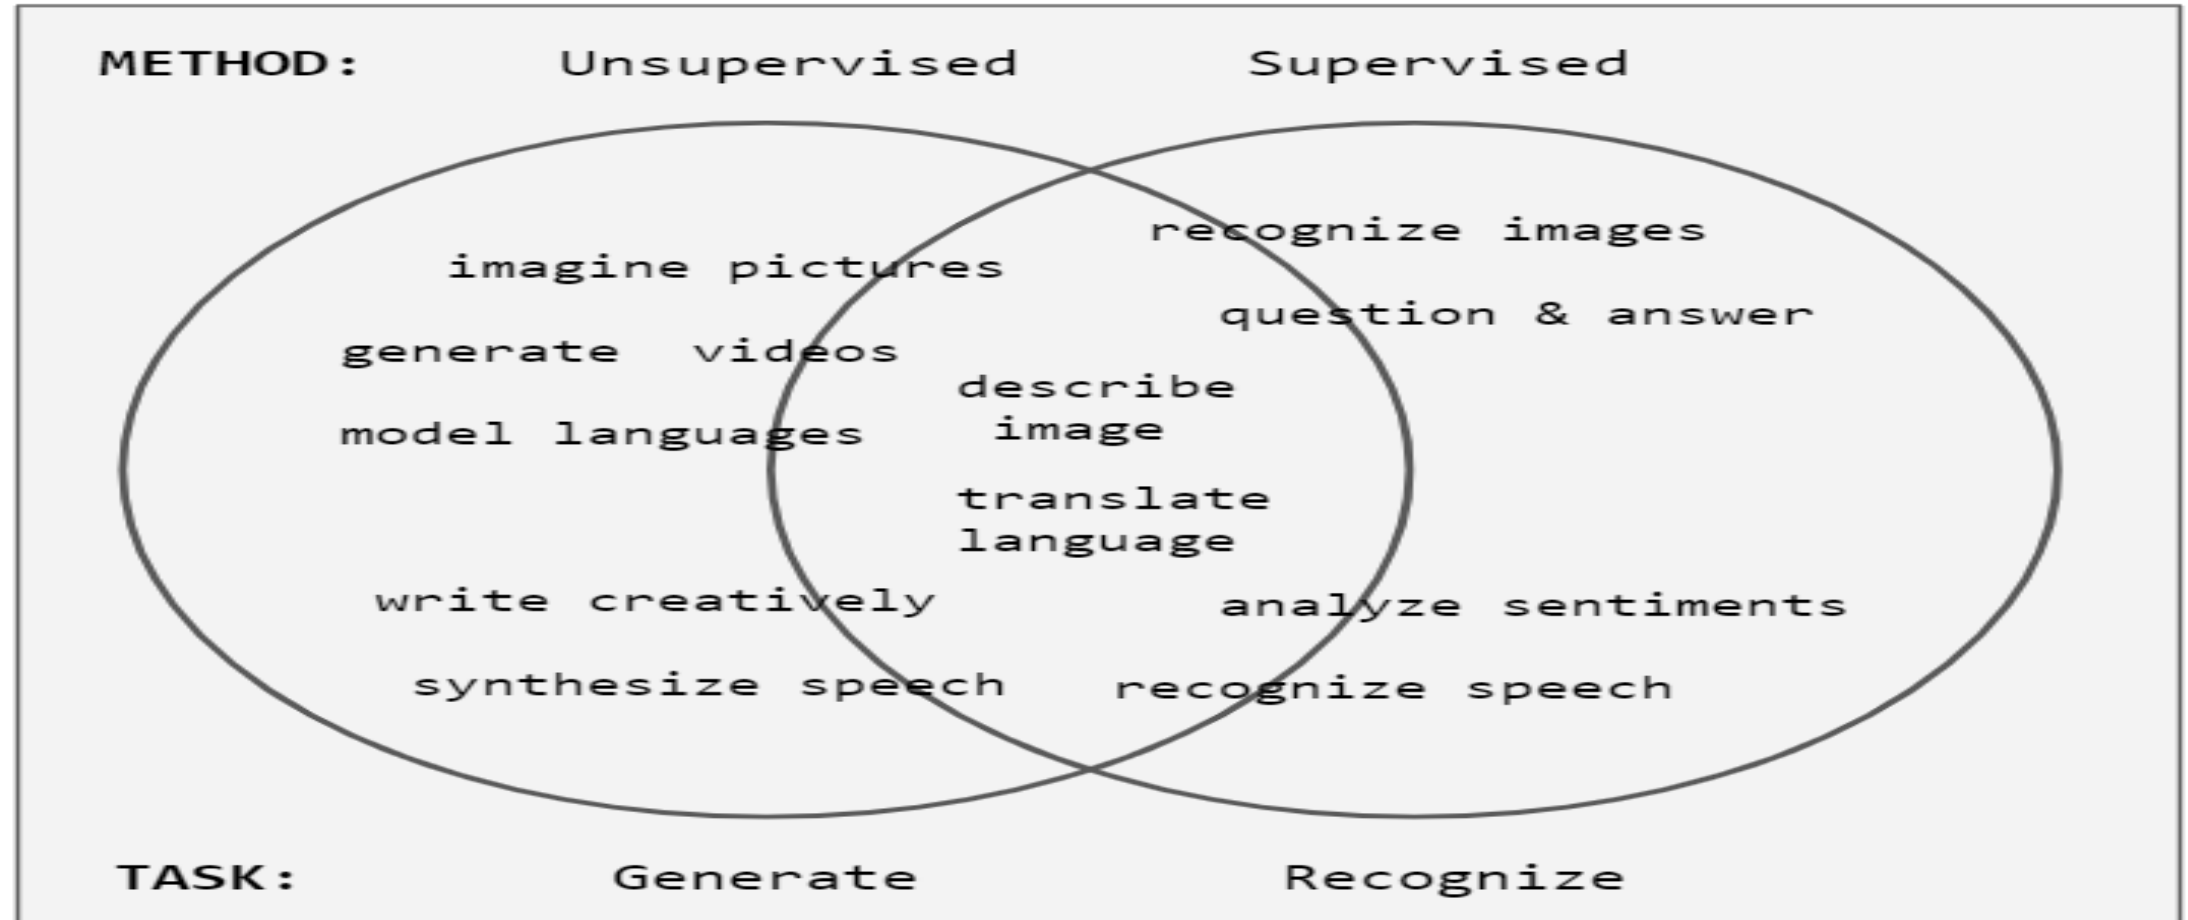 METHOD: Unsupervised Supervised
recognize images
imagine pictures
question & answer
generate videos
describe
image
model languages
translate
language
write creatively
analyze sentiments
synthesize speech
recognize speech
TASK: Generate Recognize